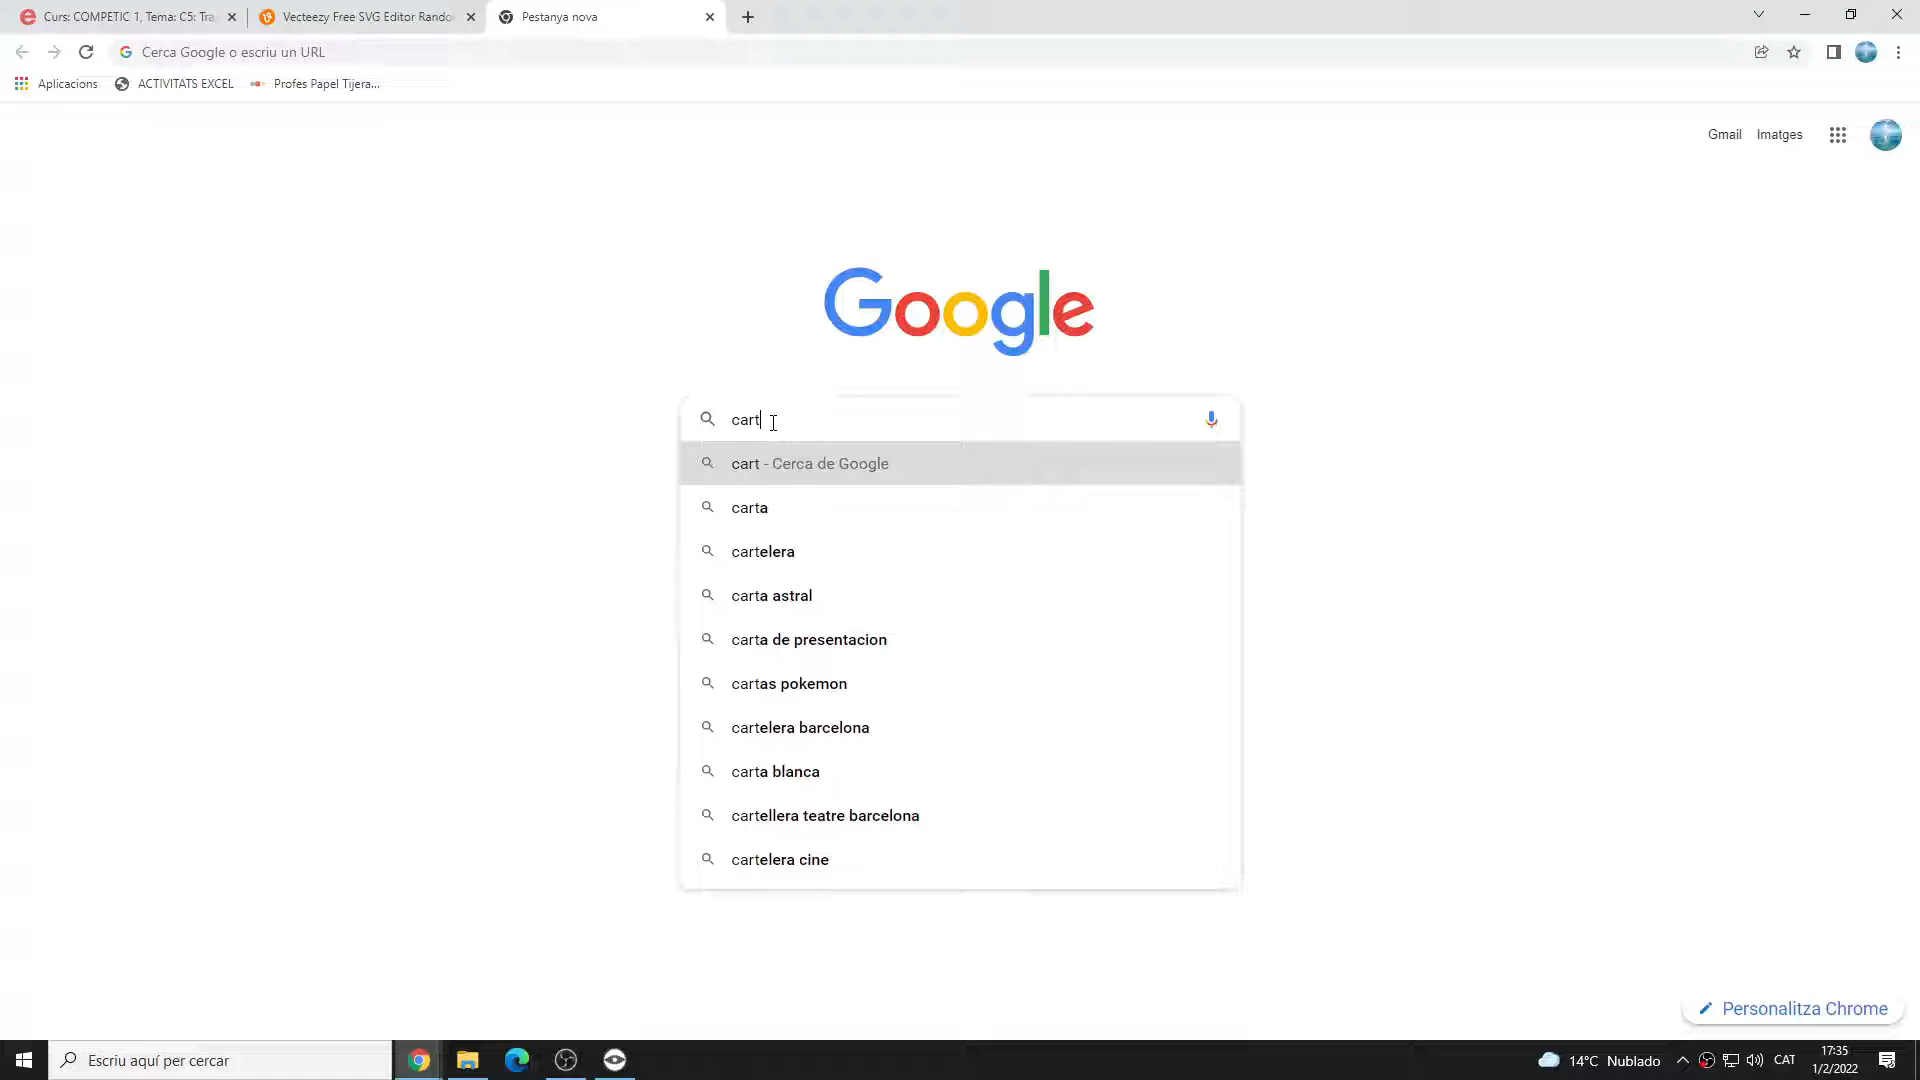 Curs: COMPETIC 1, Tema: C5: Tra
Vecteezy Free SVG Editor Rando
Pestanya nova
Cerca Google o escriu un URL
Aplicacions
ACTIVITATS EXCEL
Profes Papel Tijera...
Gmail
Imatges
Google
cart
cart - Cerca de Google
carta
cartelera
carta astral
carta de presentacion
cartas pokemon
cartelera barcelona
carta blanca
cartellera teatre barcelona
cartelera cine
Personalitza Chrome
Escriu aquí per cercar
14°C Nublado
CAT
17:35
1/2/2022